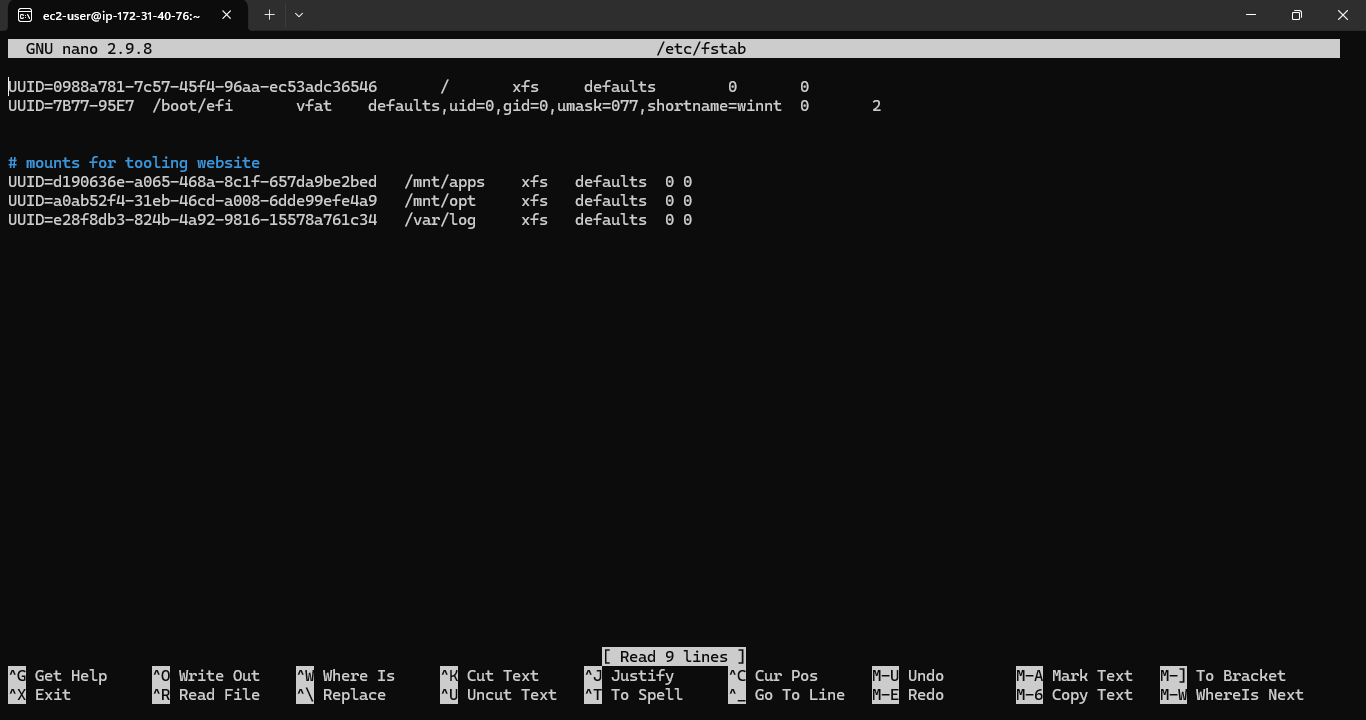 ec2-user@ip-172-31-40-76:~
GNU nano 2.9.8 /etc/fstab
UUID=0988a781-7c57-45f4-96aa-ec53adc36546 / xfs defaults 0 0
UUID=7B77-95E7 /boot/efi vfat defaults,uid=0,gid=0,umask=077,shortname=winnt 0 2
# mounts for tooling website
UUID=d190636e-a065-468a-8c1f-657da9be2bed /mnt/apps xfs defaults 0 0
UUID=a0ab52f4-31eb-46cd-a008-6dde99efe4a9 /mnt/opt xfs defaults 0 0
UUID=e28f8db3-824b-4a92-9816-15578a761c34 /var/log xfs defaults 0 0
[ Read 9 lines ]
^G Get Help ^O Write Out ^W Where Is ^K Cut Text ^J Justify ^C Cur Pos M-U Undo M-A Mark Text M-] To Bracket
^X Exit ^R Read File ^\ Replace ^U Uncut Text ^T To Spell ^_ Go To Line M-E Redo M-6 Copy Text M-W WhereIs Next